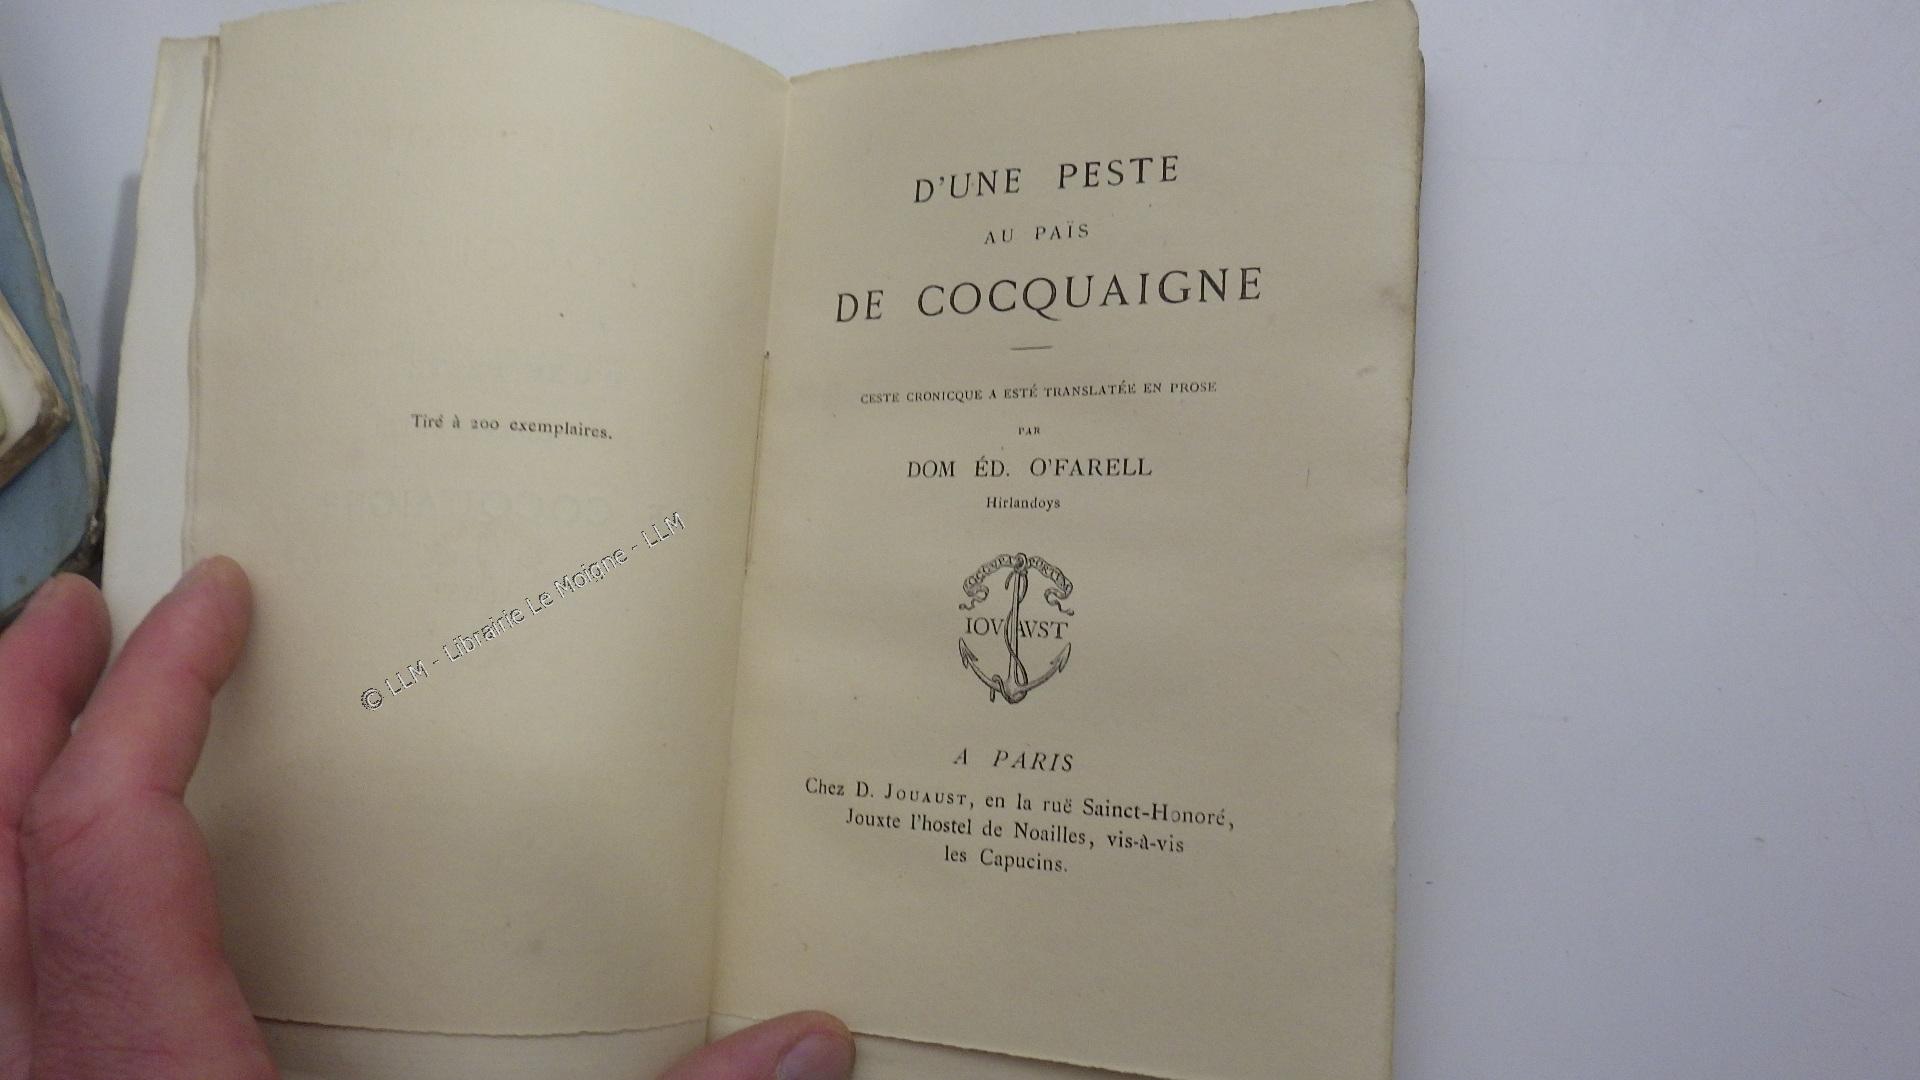 Tiré à 200 exemplaires.
© LLM - Librairie Le Moigne - LLM
D'UNE PESTE
AU PAÏS
DE COCQUAIGNE
CESTE CRONICQUE A ESTÉ TRANSLATÉE EN PROSE
PAR
DOM ÉD. O'FARELL
Hirlandoys
OCCUPA PORTUM
IOVAVST
A PARIS
Chez D. JOUAUST, en la ruë Sainct-Honoré,
Jouxte l'hostel de Noailles, vis-à-vis
les Capucins.